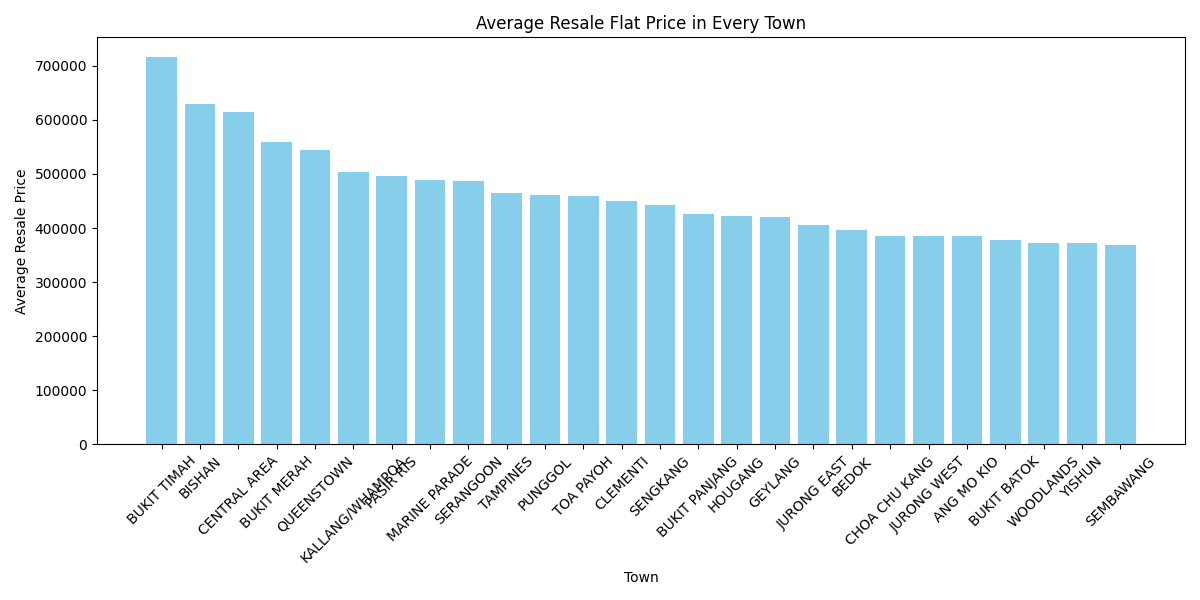 Average Resale Flat Price in Every Town
Average Resale Price
700000
600000
500000
400000
300000
200000
100000
0
BUKIT TIMAH
BISHAN
CENTRAL AREA
BUKIT MERAH
QUEENSTOWN
KALLANG/WHAMPOA
PASIR RIS
MARINE PARADE
SERANGOON
TAMPINES
PUNGGOL
TOA PAYOH
CLEMENTI
SENGKANG
BUKIT PANJANG
HOUGANG
GEYLANG
JURONG EAST
BEDOK
CHOA CHU KANG
JURONG WEST
ANG MO KIO
BUKIT BATOK
WOODLANDS
YISHUN
SEMBAWANG
Town